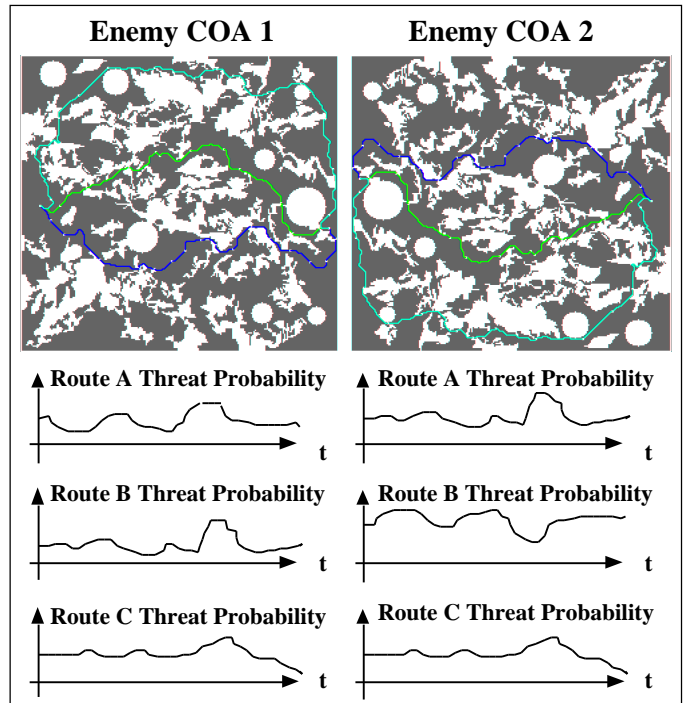 Enemy COA 1
Enemy COA 2
Route A Threat Probability
t
Route A Threat Probability
t
Route B Threat Probability
t
Route B Threat Probability
t
Route C Threat Probability
t
Route C Threat Probability
t